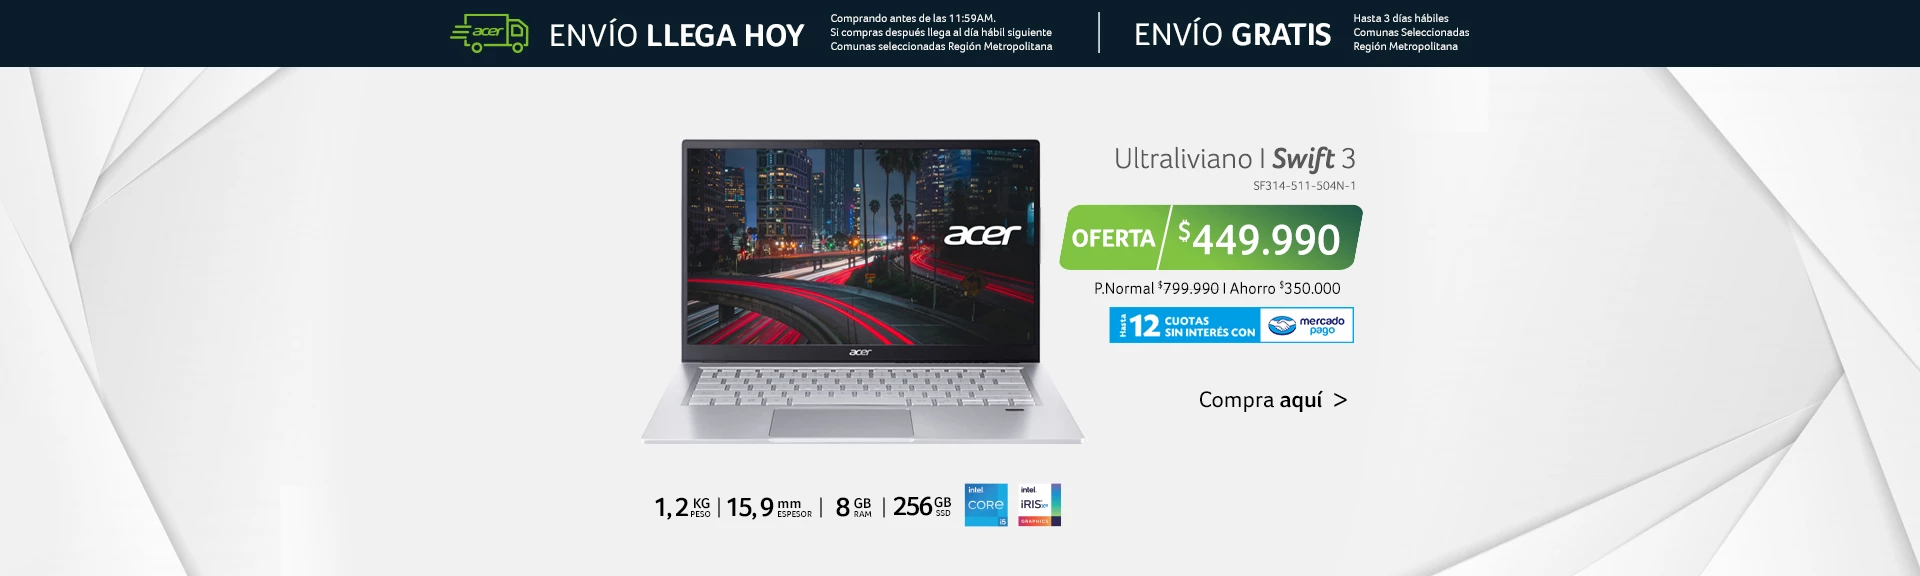 acer
ENVÍO LLEGA HOY
Comprando antes de las 11:59AM.
Si compras después llega al día hábil siguiente
Comunas seleccionadas Región Metropolitana
ENVÍO GRATIS
Hasta 3 días hábiles
Comunas Seleccionadas
Región Metropolitana
acer
acer
Ultraliviano I Swift 3
SF314-511-504N-1
OFERTA $449.990
P.Normal $799.990 I Ahorro $350.000
Hasta 12 CUOTAS
SIN INTERÉS CON
mercado
pago
Compra aquí >
1,2 KG PESO | 15,9 mm ESPESOR | 8 GB RAM | 256 GB SSD
intel
CORE
i5
intel
iRIS xe
GRAPHICS